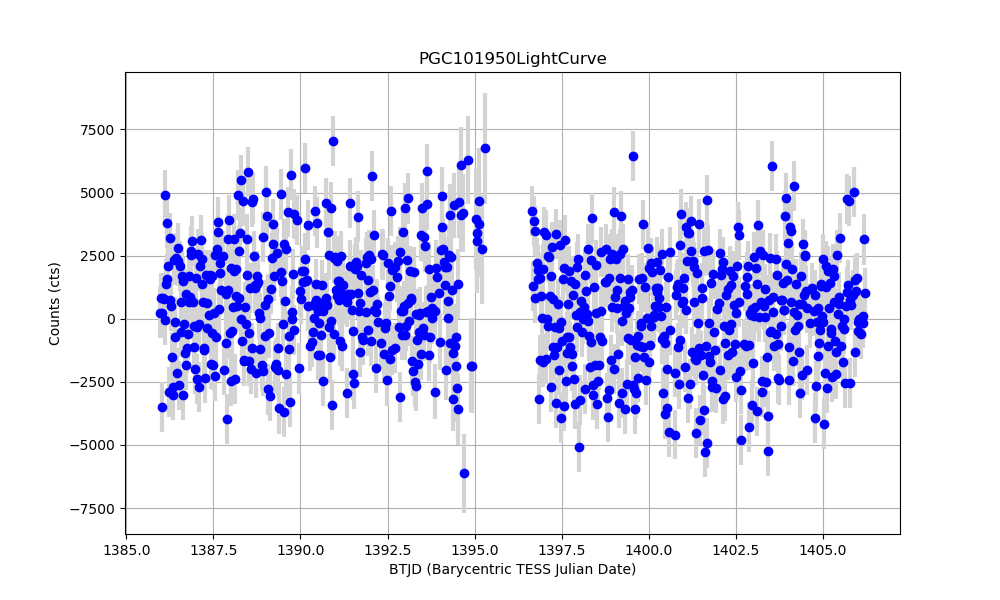 PGC101950LightCurve
7500
5000
2500
0
−2500
−5000
−7500
Counts (cts)
1385.0 1387.5 1390.0 1392.5 1395.0 1397.5 1400.0 1402.5 1405.0
BTJD (Barycentric TESS Julian Date)